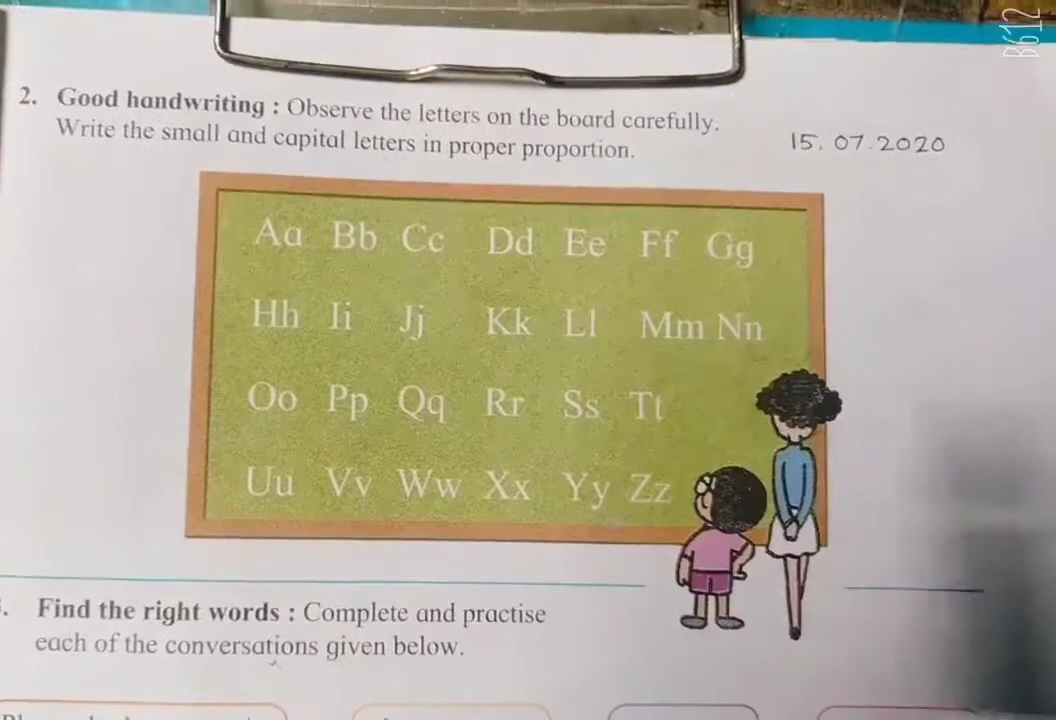 B612
2. Good handwriting : Observe the letters on the board carefully.
Write the small and capital letters in proper proportion.
15.07.2020
Aa Bb Cc Dd Ee Ff Gg
Hh Ii Jj Kk Ll Mm Nn
Oo Pp Qq Rr Ss Tt
Uu Vv Ww Xx Yy Zz
Find the right words : Complete and practise
each of the conversations given below.